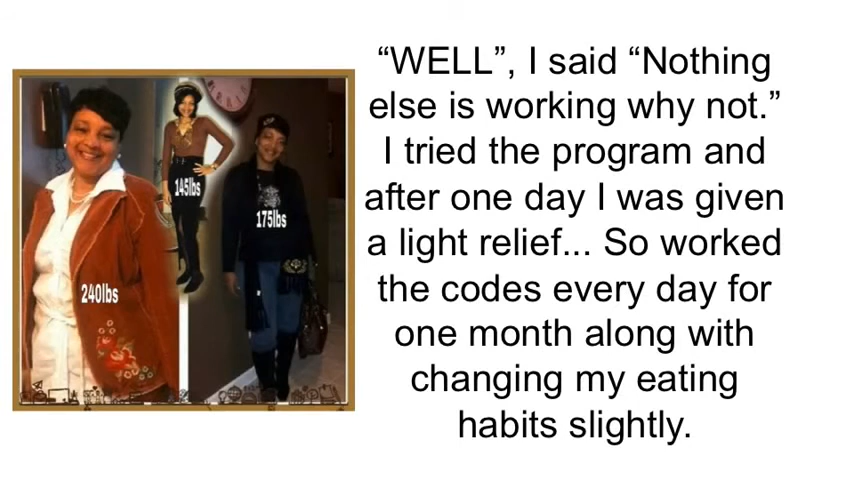 “WELL”, I said “Nothing
else is working why not.”
I tried the program and
after one day I was given
a light relief... So worked
the codes every day for
one month along with
changing my eating
habits slightly.
145lbs
175lbs
240lbs